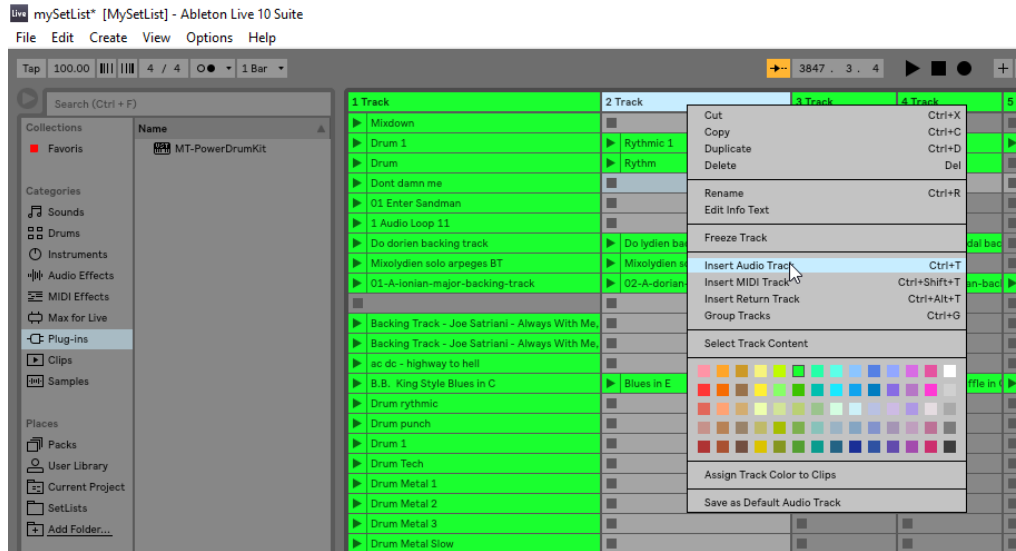 Live mySetList* [MySetList] - Ableton Live 10 Suite
File Edit Create View Options Help
Tap 100.00 4 / 4 1 Bar 3847 . 3 . 4 +
Search (Ctrl + F)
Collections
Favoris
Categories
Sounds
Drums
Instruments
Audio Effects
MIDI Effects
Max for Live
Plug-ins
Clips
Samples
Places
Packs
User Library
Current Project
SetLists
Add Folder...
Name
MT-PowerDrumKit
1 Track 2 Track 3 Track 4 Track 5
Mixdown
Drum 1 Rythmic 1
Drum Rythm
Dont damn me
01 Enter Sandman
1 Audio Loop 11
Do dorien backing track Do lydien ba dal bac
Mixolydien solo arpeges BT Mixolydien s
01-A-ionian-major-backing-track 02-A-dorian- an-bac
Backing Track - Joe Satriani - Always With Me,
Backing Track - Joe Satriani - Always With Me,
ac dc - highway to hell
B.B. King Style Blues in C Blues in E ffle in
Drum rythmic
Drum punch
Drum 1
Drum Tech
Drum Metal 1
Drum Metal 2
Drum Metal 3
Drum Metal Slow
Cut Ctrl+X
Copy Ctrl+C
Duplicate Ctrl+D
Delete Del
Rename Ctrl+R
Edit Info Text
Freeze Track
Insert Audio Track Ctrl+T
Insert MIDI Track Ctrl+Shift+T
Insert Return Track Ctrl+Alt+T
Group Tracks Ctrl+G
Select Track Content
Assign Track Color to Clips
Save as Default Audio Track